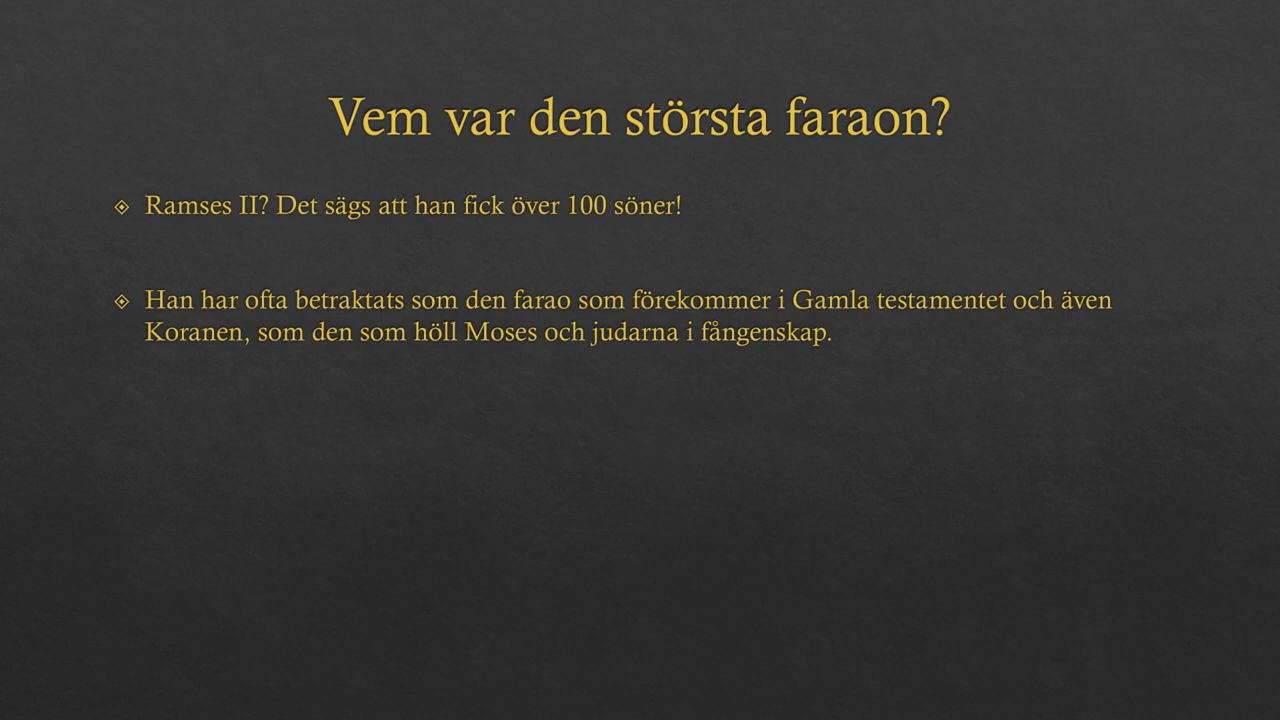 Vem var den största faraon?
Ramses II? Det sägs att han fick över 100 söner!
Han har ofta betraktats som den farao som förekommer i Gamla testamentet och även
Koranen, som den som höll Moses och judarna i fångenskap.